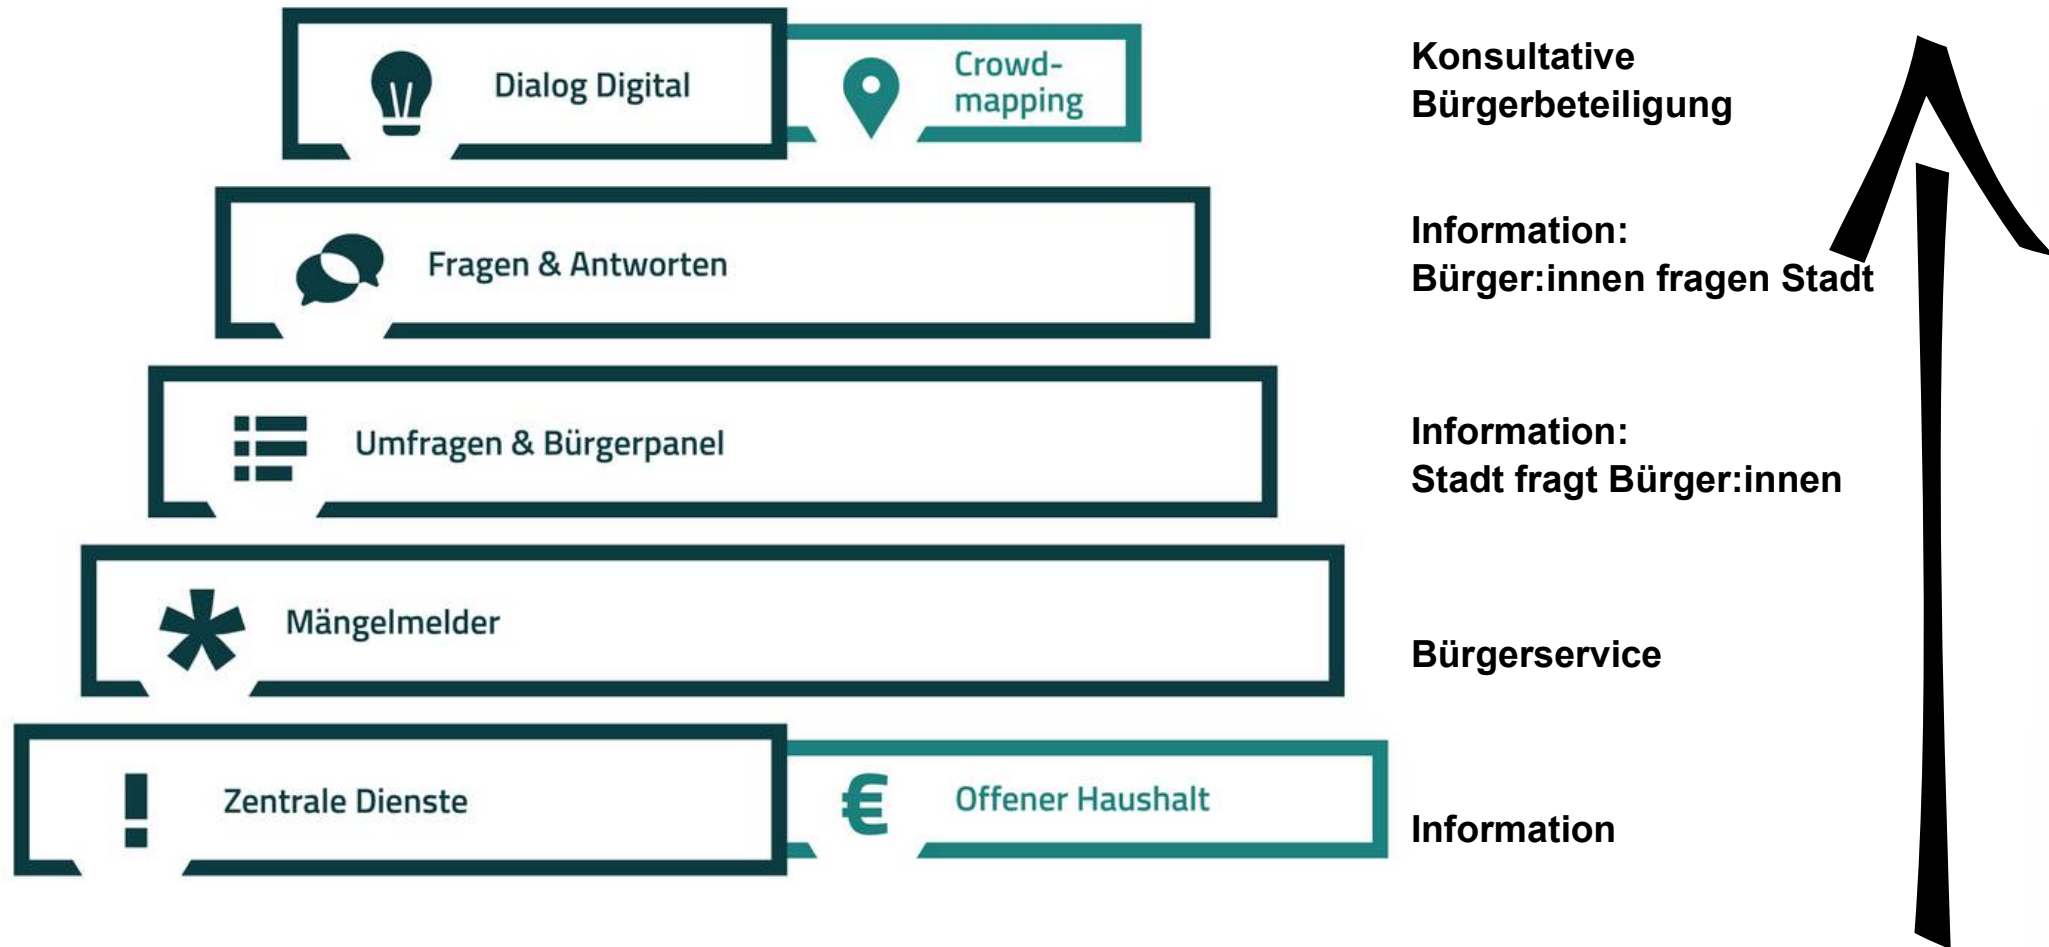 Dialog Digital
Crowd-
mapping
Konsultative
Bürgerbeteiligung
Fragen & Antworten
Information:
Bürger:innen fragen Stadt
Umfragen & Bürgerpanel
Information:
Stadt fragt Bürger:innen
Mängelmelder
Bürgerservice
Zentrale Dienste
€ Offener Haushalt
Information